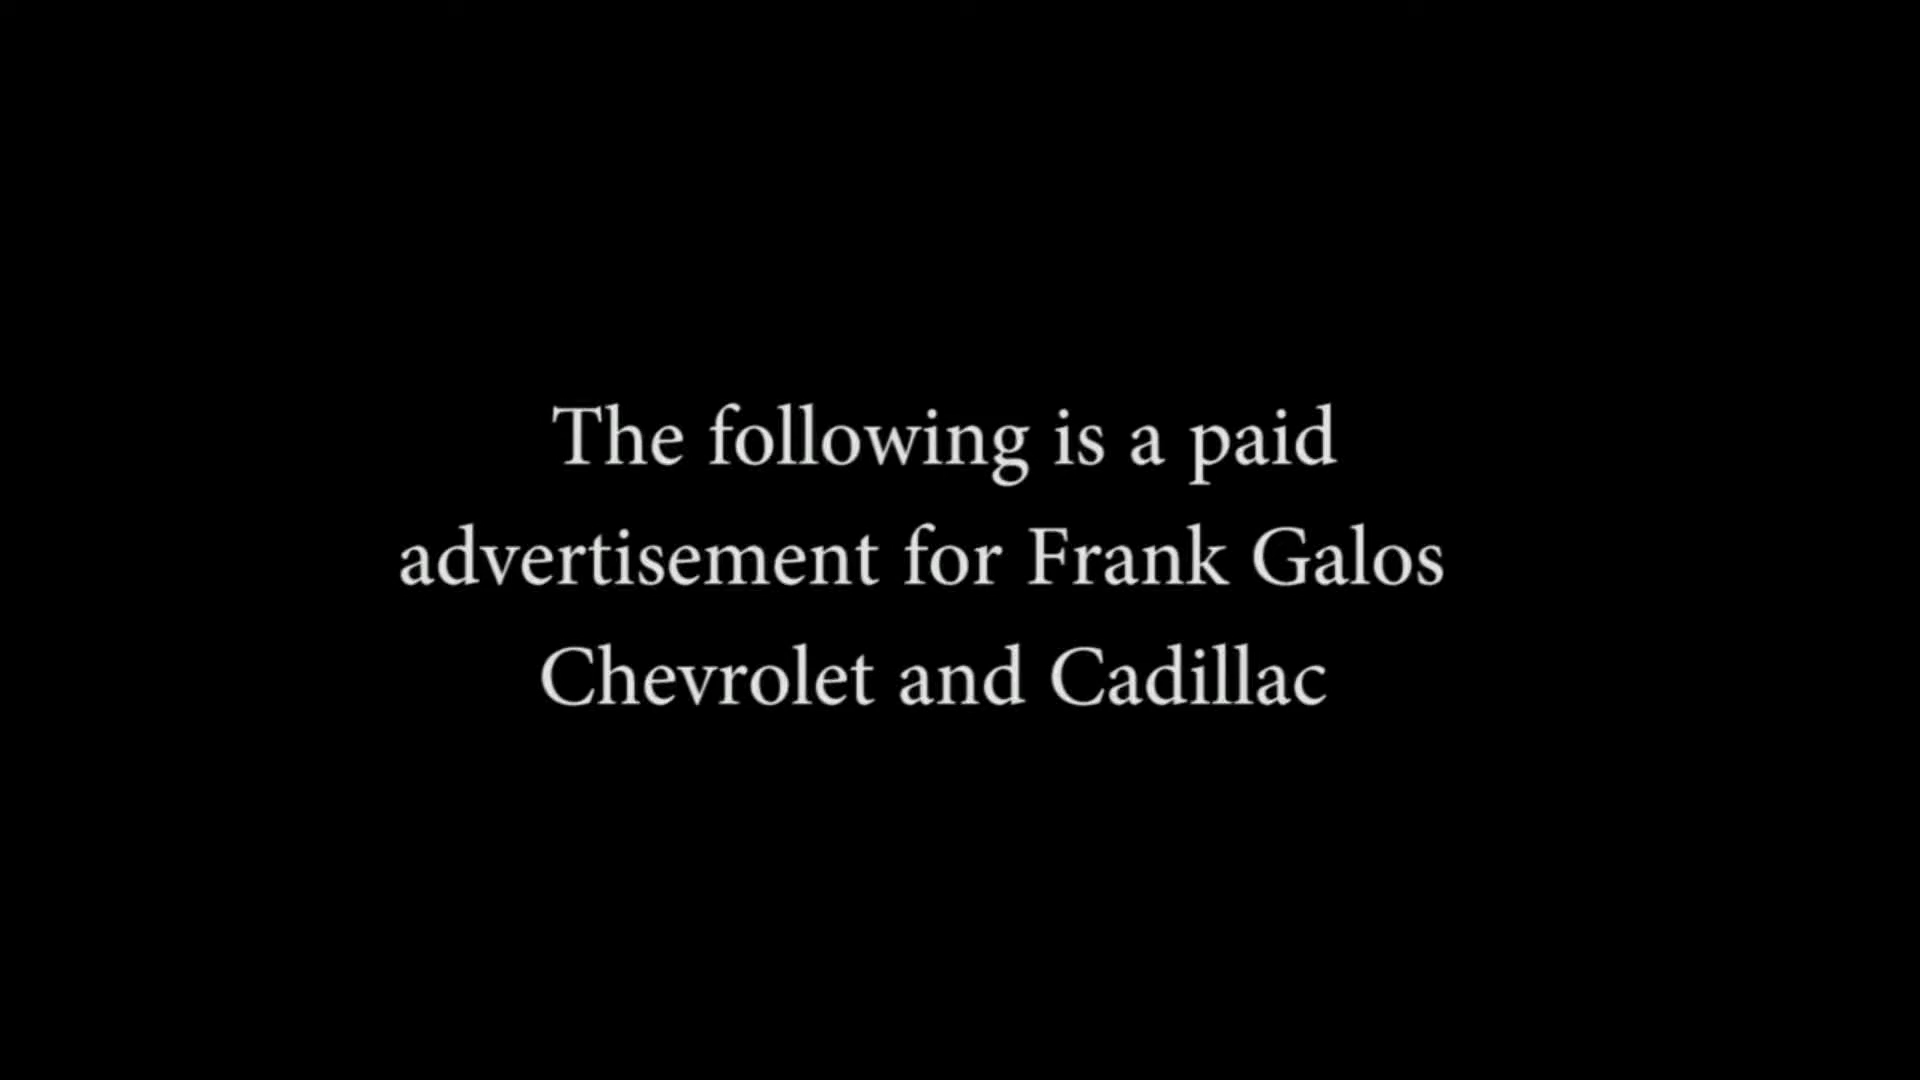 The following is a paid
advertisement for Frank Galos
Chevrolet and Cadillac